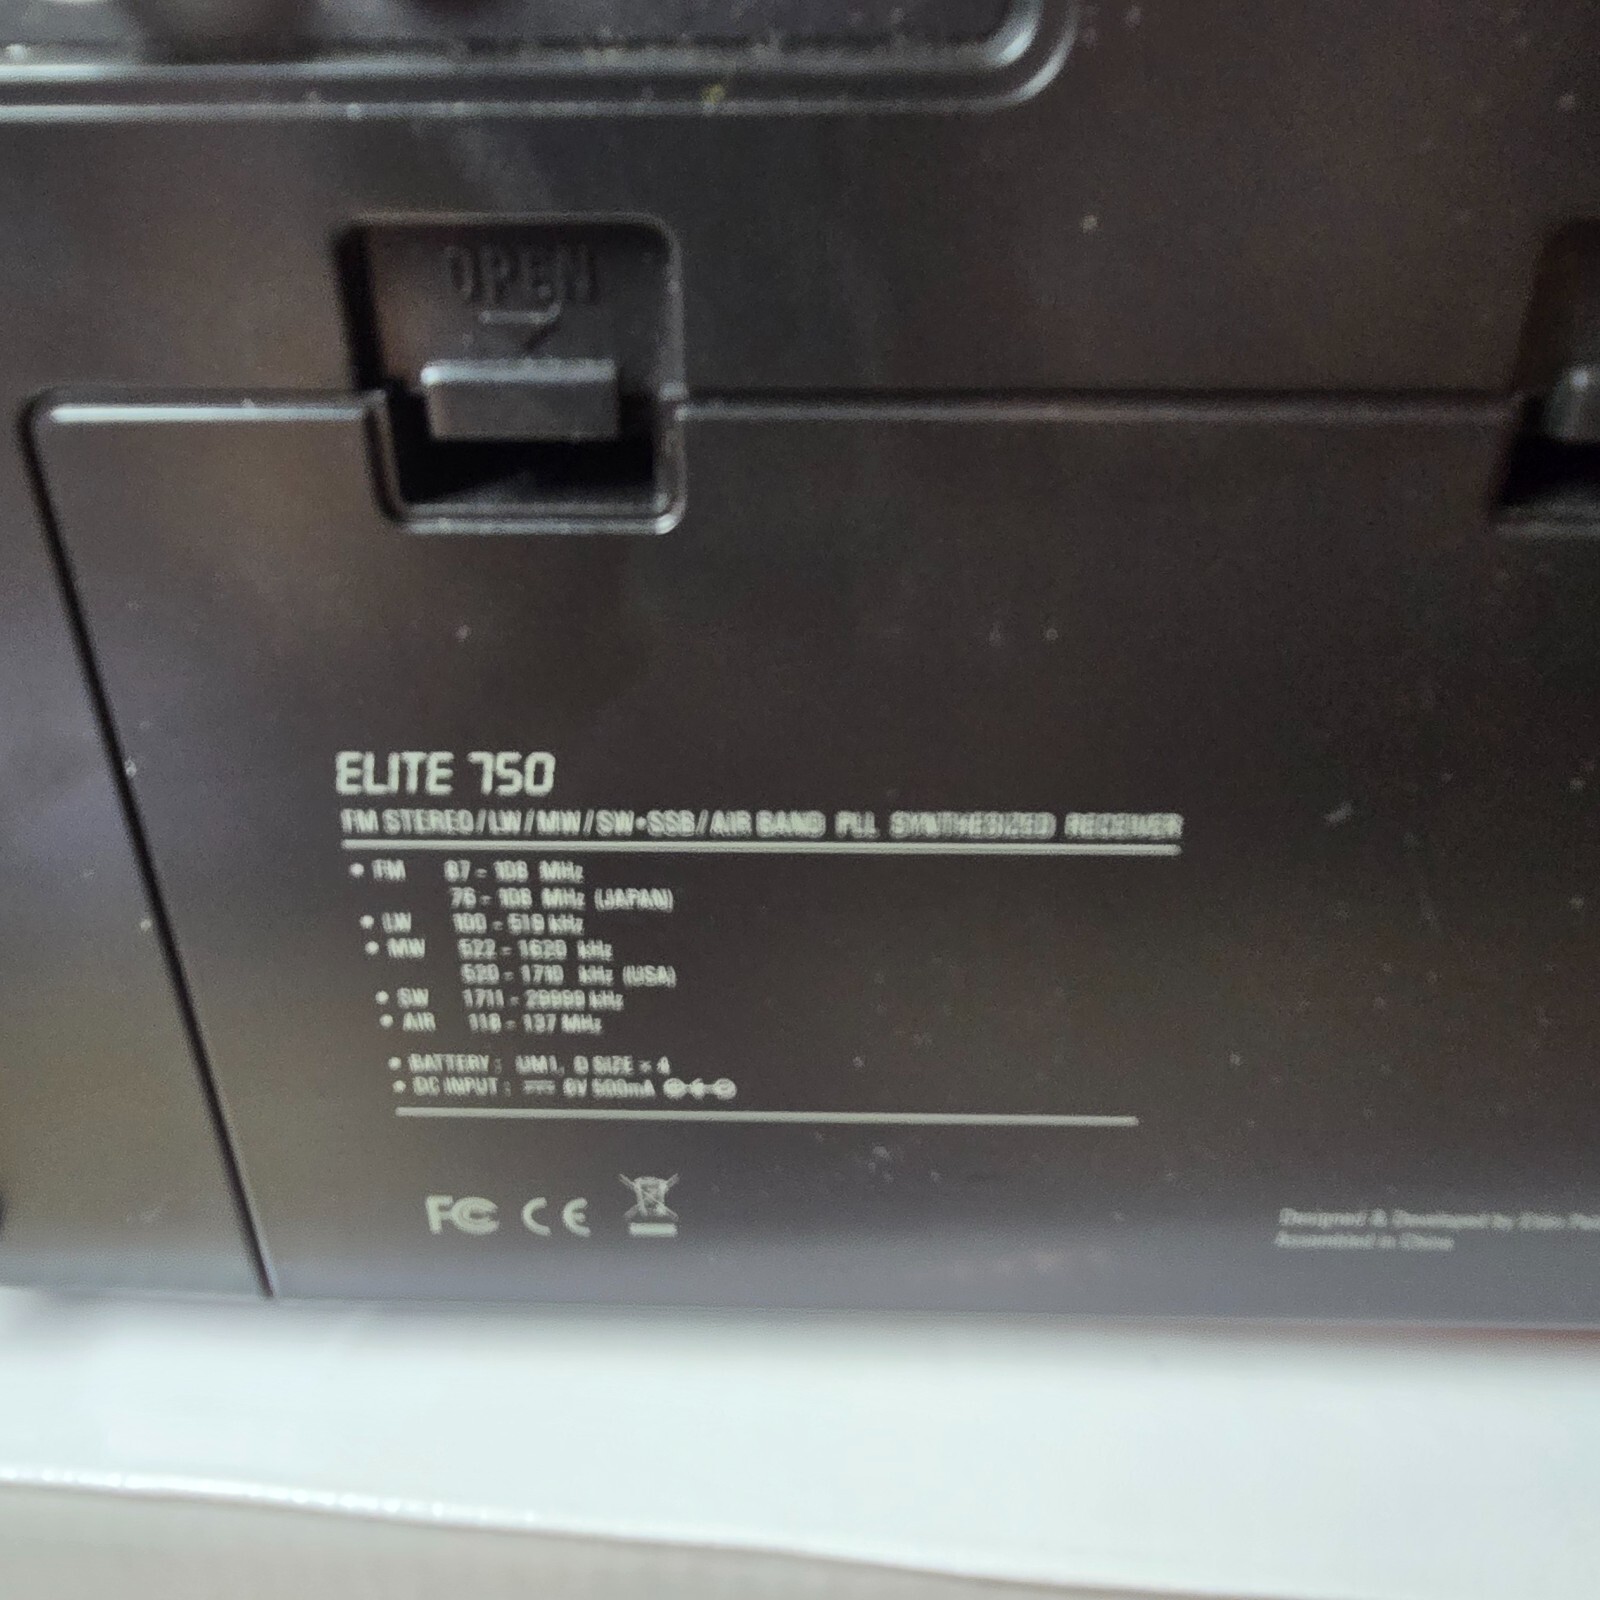 OPEN
ELITE 750
FM STEREO/LW/MW/SW•SSB/AIR BAND PLL SYNTHESIZED RECEIVER
• FM 87 - 108 MHz
76 - 108 MHz (JAPAN)
• LW 100 - 519 kHz
• MW 522 - 1620 kHz
520 - 1710 kHz (USA)
• SW 1711 - 29999 kHz
• AIR 118 - 137 MHz
• BATTERY : UM1, D SIZE × 4
• DC INPUT : 6V 500mA
FC CE
Designed & Developed by Etón
Assembled in China